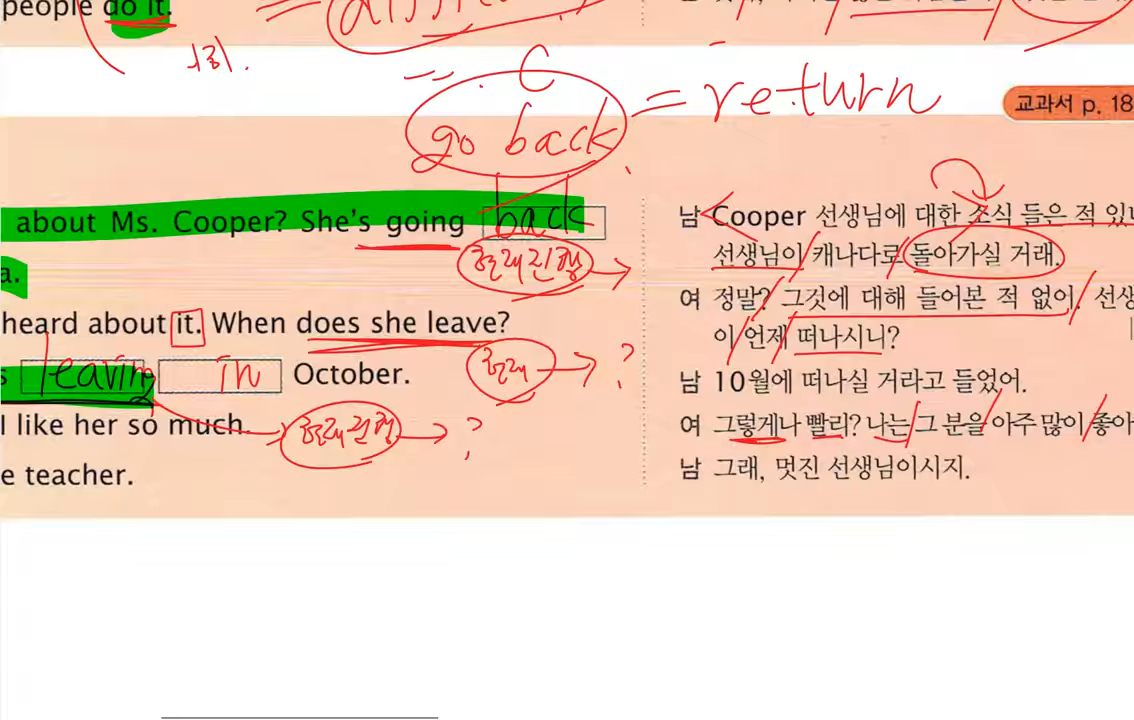 people do it.
go back = return
교과서 p. 18
about Ms. Cooper? She's going back
현재진행 →
a.
heard about it. When does she leave?
현재 → ?
s leaving in October.
I like her so much.
현재진행 → ?
e teacher.
남 Cooper 선생님에 대한 소식 들은 적 있
선생님이 캐나다로 돌아가실 거래.
여 정말? 그것에 대해 들어본 적 없어. 선생
이 언제 떠나시니?
남 10월에 떠나실 거라고 들었어.
여 그렇게나 빨리? 나는 그 분을 아주 많이 좋아
남 그래, 멋진 선생님이시지.